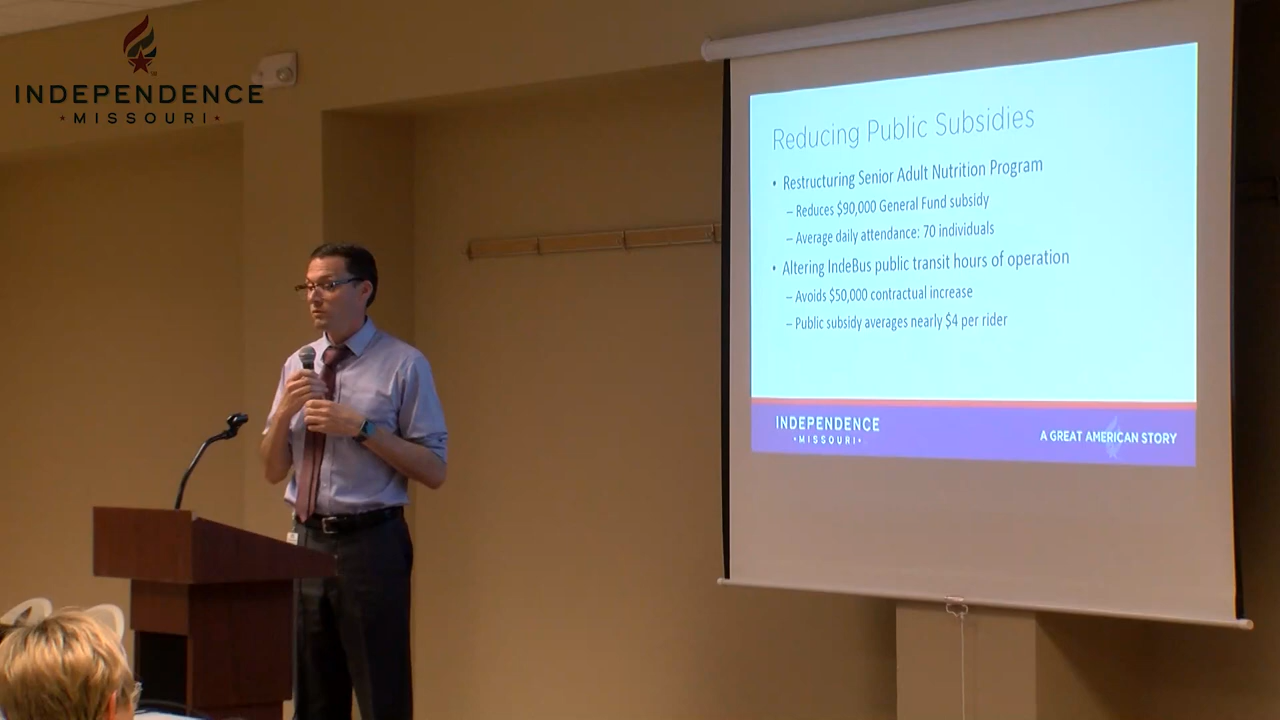 INDEPENDENCE
MISSOURI
Reducing Public Subsidies
• Restructuring Senior Adult Nutrition Program
– Reduces $90,000 General Fund subsidy
– Average daily attendance: 70 individuals
• Altering IndeBus public transit hours of operation
– Avoids $50,000 contractual increase
– Public subsidy averages nearly $4 per rider
INDEPENDENCE
MISSOURI
A GREAT AMERICAN STORY